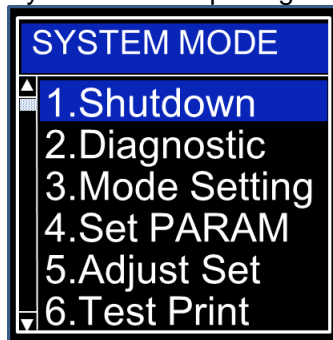 SYSTEM MODE
1.Shutdown
2.Diagnostic
3.Mode Setting
4.Set PARAM
5.Adjust Set
6.Test Print